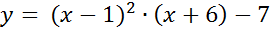 y = (x − 1)² · (x + 6) − 7